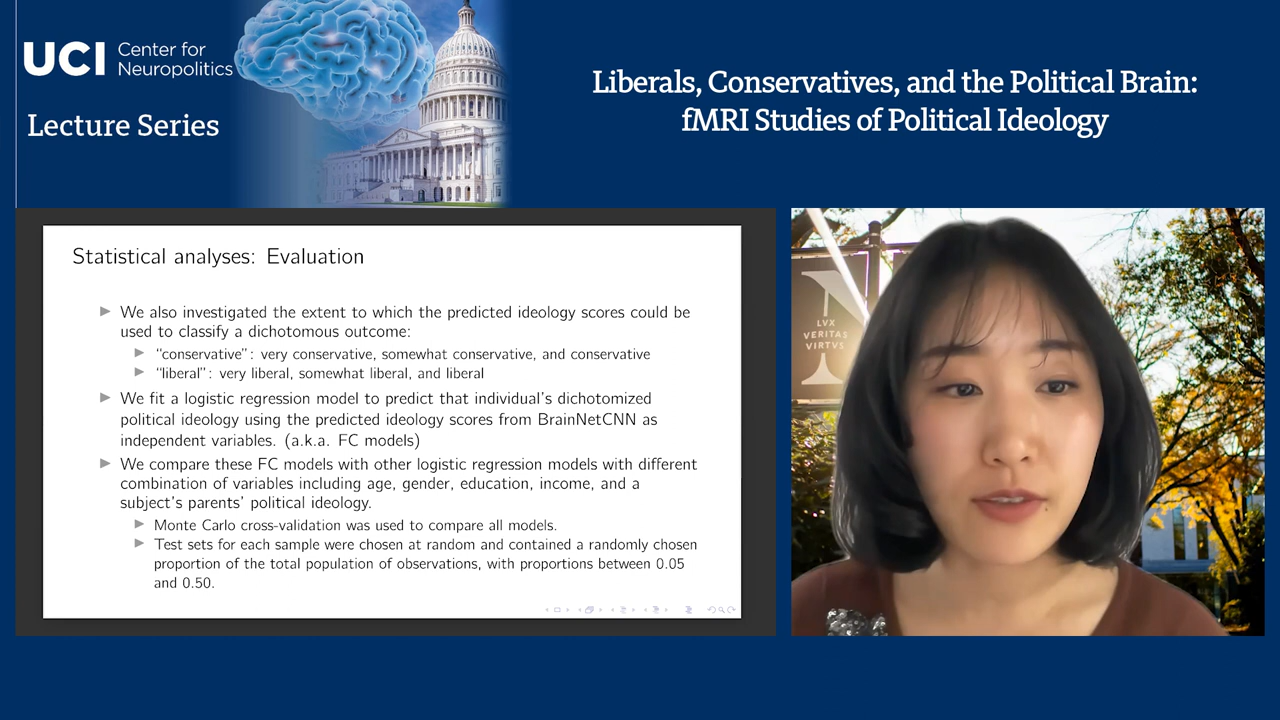 UCI Center for
Neuropolitics
Lecture Series
Liberals, Conservatives, and the Political Brain:
fMRI Studies of Political Ideology
Statistical analyses: Evaluation
We also investigated the extent to which the predicted ideology scores could be
used to classify a dichotomous outcome:
“conservative”: very conservative, somewhat conservative, and conservative
“liberal”: very liberal, somewhat liberal, and liberal
We fit a logistic regression model to predict that individual's dichotomized
political ideology using the predicted ideology scores from BrainNetCNN as
independent variables. (a.k.a. FC models)
We compare these FC models with other logistic regression models with different
combination of variables including age, gender, education, income, and a
subject's parents' political ideology.
Monte Carlo cross-validation was used to compare all models.
Test sets for each sample were chosen at random and contained a randomly chosen
proportion of the total population of observations, with proportions between 0.05
and 0.50.
LVX
VERITAS
VIRTVS